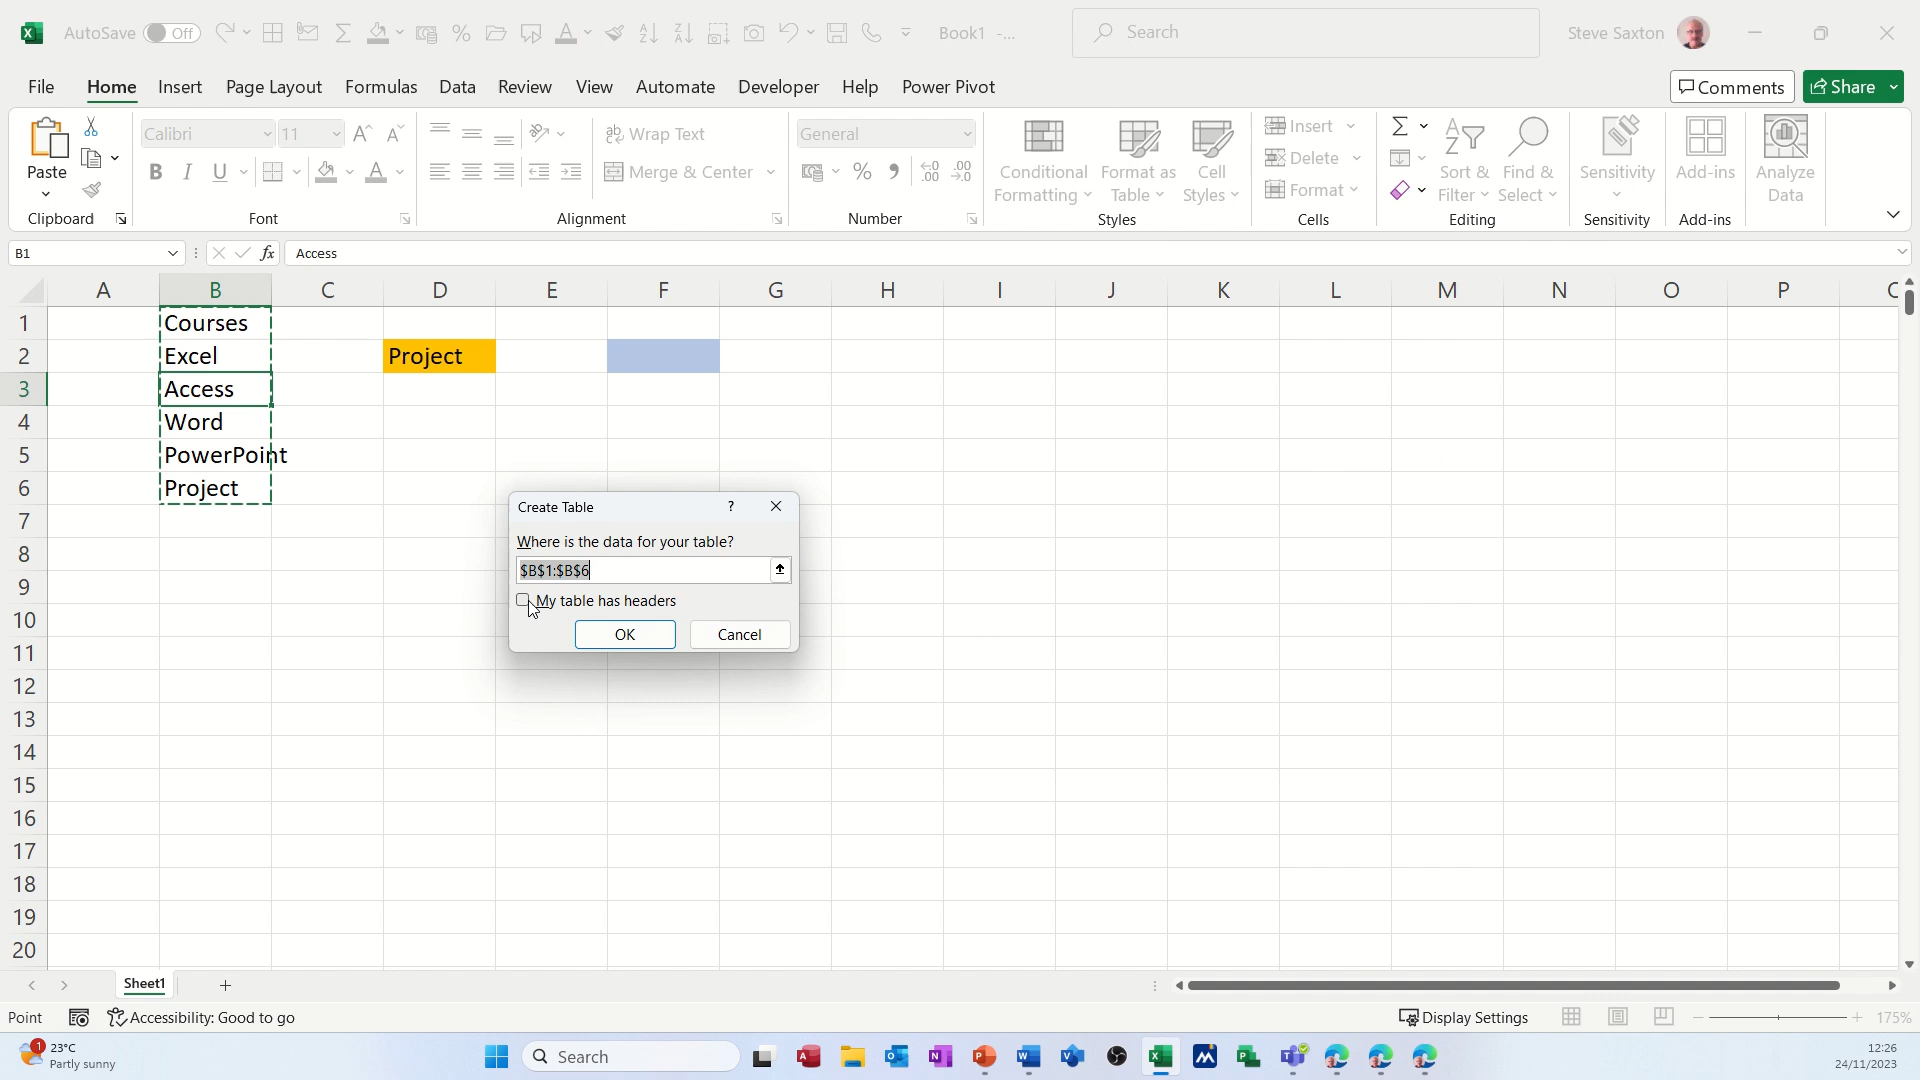 AutoSave Off Book1 -... Search Steve Saxton
File Home Insert Page Layout Formulas Data Review View Automate Developer Help Power Pivot Comments Share
Paste
Clipboard
Calibri 11
B I U
Font
Wrap Text
Merge & Center
Alignment
General
Number
Conditional Formatting
Format as Table
Cell Styles
Styles
Insert
Delete
Format
Cells
Sort & Filter
Find & Select
Editing
Sensitivity
Sensitivity
Add-ins
Add-ins
Analyze Data
B1 fx Access
A B C D E F G H I J K L M N O P
1 Courses
2 Excel Project
3 Access
4 Word
5 PowerPoint
6 Project
7
8
9
10
11
12
13
14
15
16
17
18
19
20
Create Table ?
Where is the data for your table?
$B$1:$B$6
My table has headers
OK Cancel
Sheet1
Point Accessibility: Good to go Display Settings 175%
1 23°C
Partly sunny
Search
12:26
24/11/2023